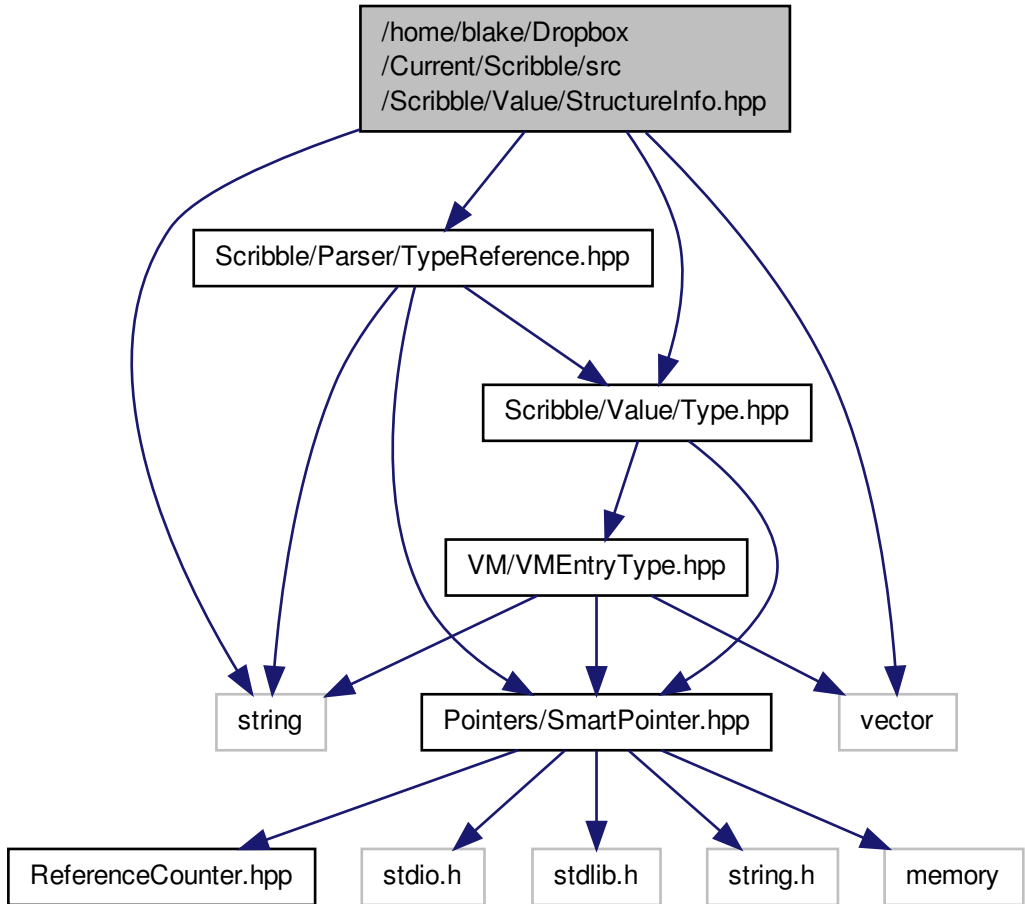 /home/blake/Dropbox
/Current/Scribble/src
/Scribble/Value/StructureInfo.hpp
Scribble/Parser/TypeReference.hpp
Scribble/Value/Type.hpp
VM/VMEntryType.hpp
string
Pointers/SmartPointer.hpp
vector
ReferenceCounter.hpp
stdio.h
stdlib.h
string.h
memory